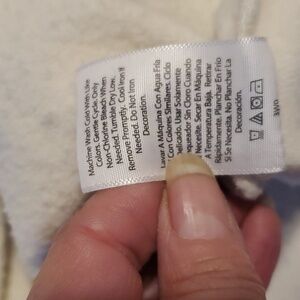 Machine Wash Cold With Like
Colors. Gentle Cycle. Only
Non-Chlorine Bleach When
Needed. Tumble Dry Low.
Remove Promptly. Cool Iron If
Needed. Do Not Iron
Decoration.
Lavar A Máquina Con Agua Fría
Con Colores Similares. Ciclo
Delicado. Usar Solamente
Blanqueador Sin Cloro Cuando
Necesite. Secar En Máquina
A Temperatura Baja. Retirar
Rápidamente. Planchar En Frío
Si Se Necesita. No Planchar La
Decoración.